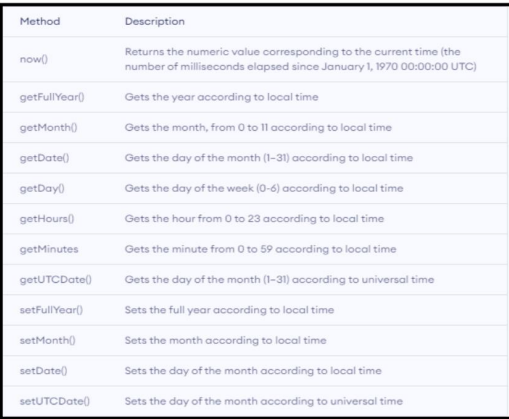 Method Description
now() Returns the numeric value corresponding to the current time (the
number of milliseconds elapsed since January 1, 1970 00:00:00 UTC)
getFullYear() Gets the year according to local time
getMonth() Gets the month, from 0 to 11 according to local time
getDate() Gets the day of the month (1–31) according to local time
getDay() Gets the day of the week (0-6) according to local time
getHours() Gets the hour from 0 to 23 according to local time
getMinutes Gets the minute from 0 to 59 according to local time
getUTCDate() Gets the day of the month (1–31) according to universal time
setFullYear() Sets the full year according to local time
setMonth() Sets the month according to local time
setDate() Sets the day of the month according to local time
setUTCDate() Sets the day of the month according to universal time